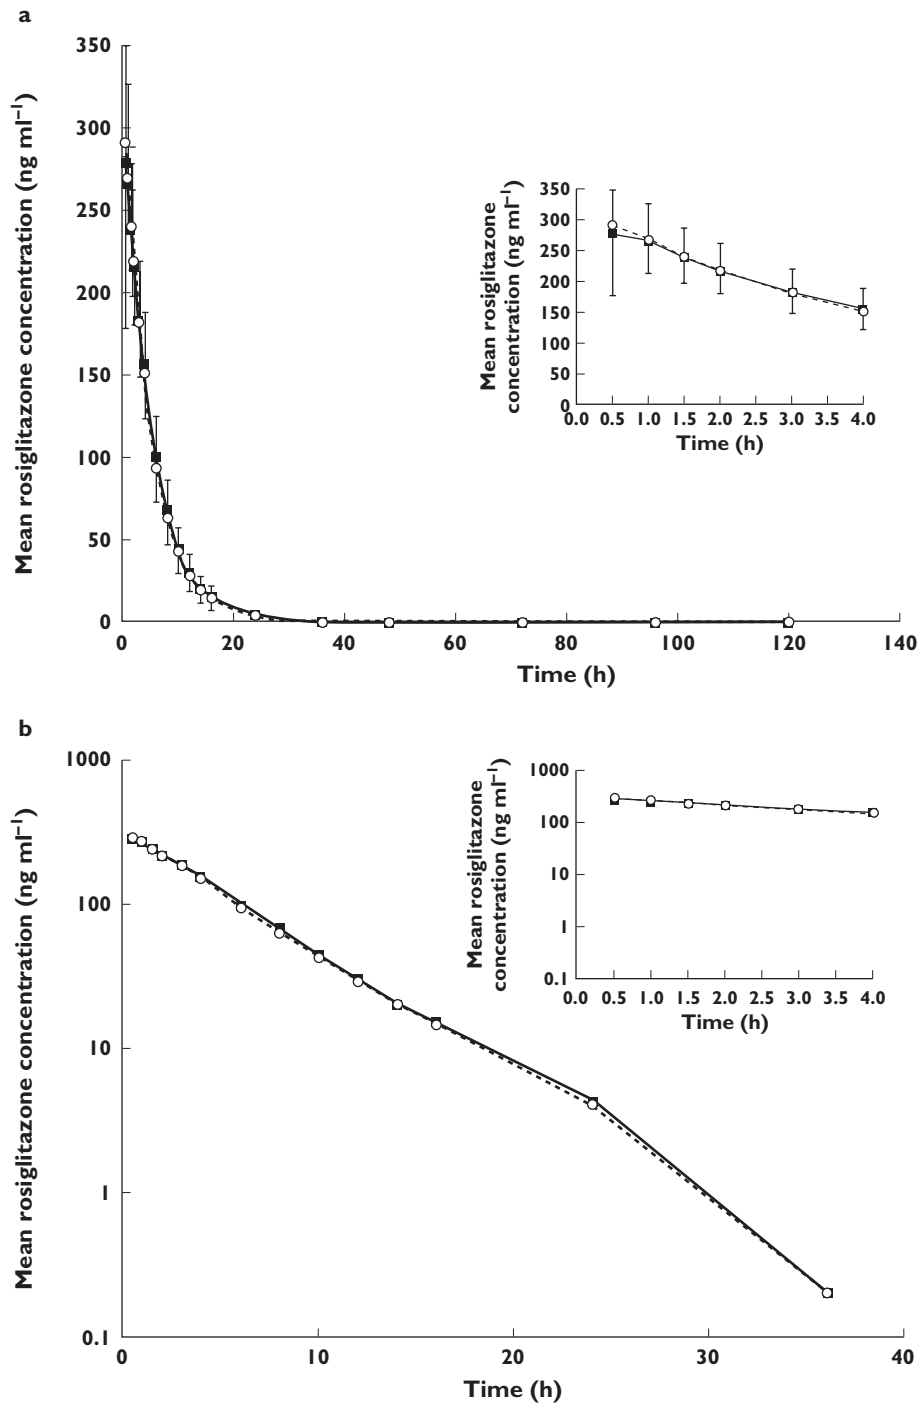 a
Mean rosiglitazone concentration (ng ml⁻¹)
350
300
250
200
150
100
50
0
0 20 40 60 80 100 120 140
Time (h)
Mean rosiglitazone
concentration (ng ml⁻¹)
350
300
250
200
150
100
50
0
0.0 0.5 1.0 1.5 2.0 2.5 3.0 3.5 4.0
Time (h)
b
Mean rosiglitazone concentration (ng ml⁻¹)
1000
100
10
1
0.1
0 10 20 30 40
Time (h)
Mean rosiglitazone
concentration (ng ml⁻¹)
1000
100
10
1
0.1
0.0 0.5 1.0 1.5 2.0 2.5 3.0 3.5 4.0
Time (h)